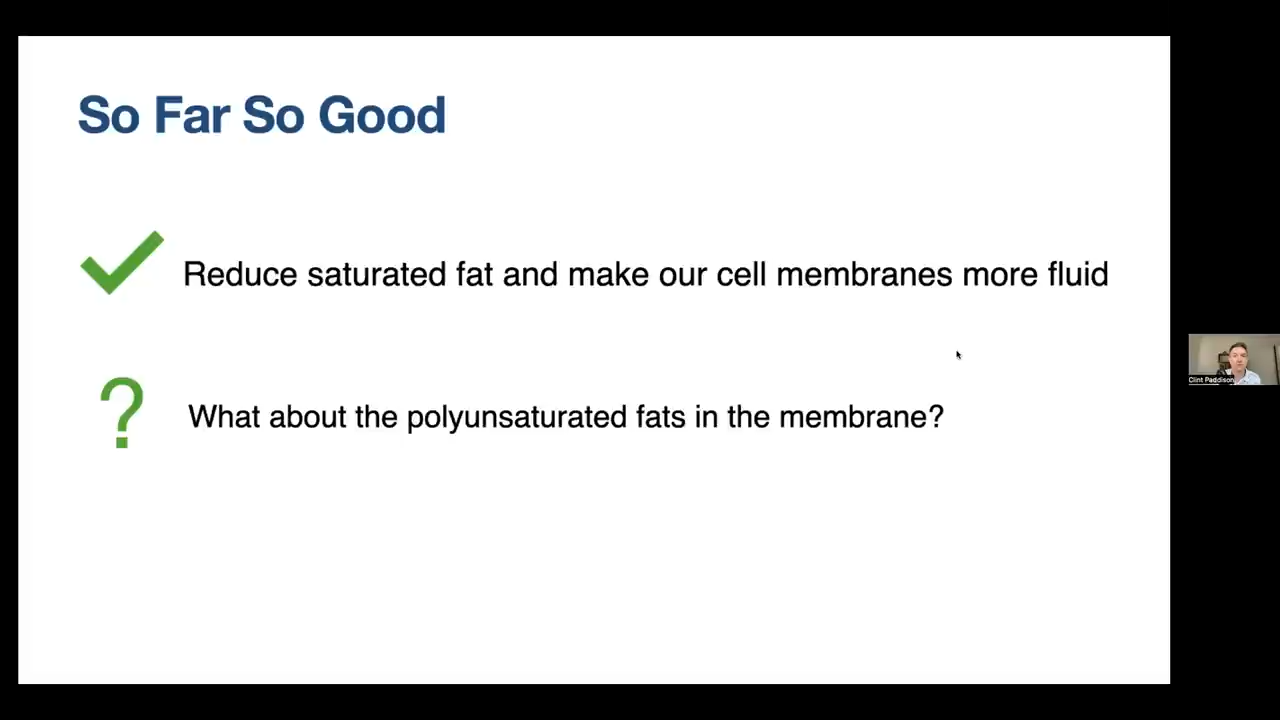 So Far So Good
Reduce saturated fat and make our cell membranes more fluid
? What about the polyunsaturated fats in the membrane?
Clint Paddison